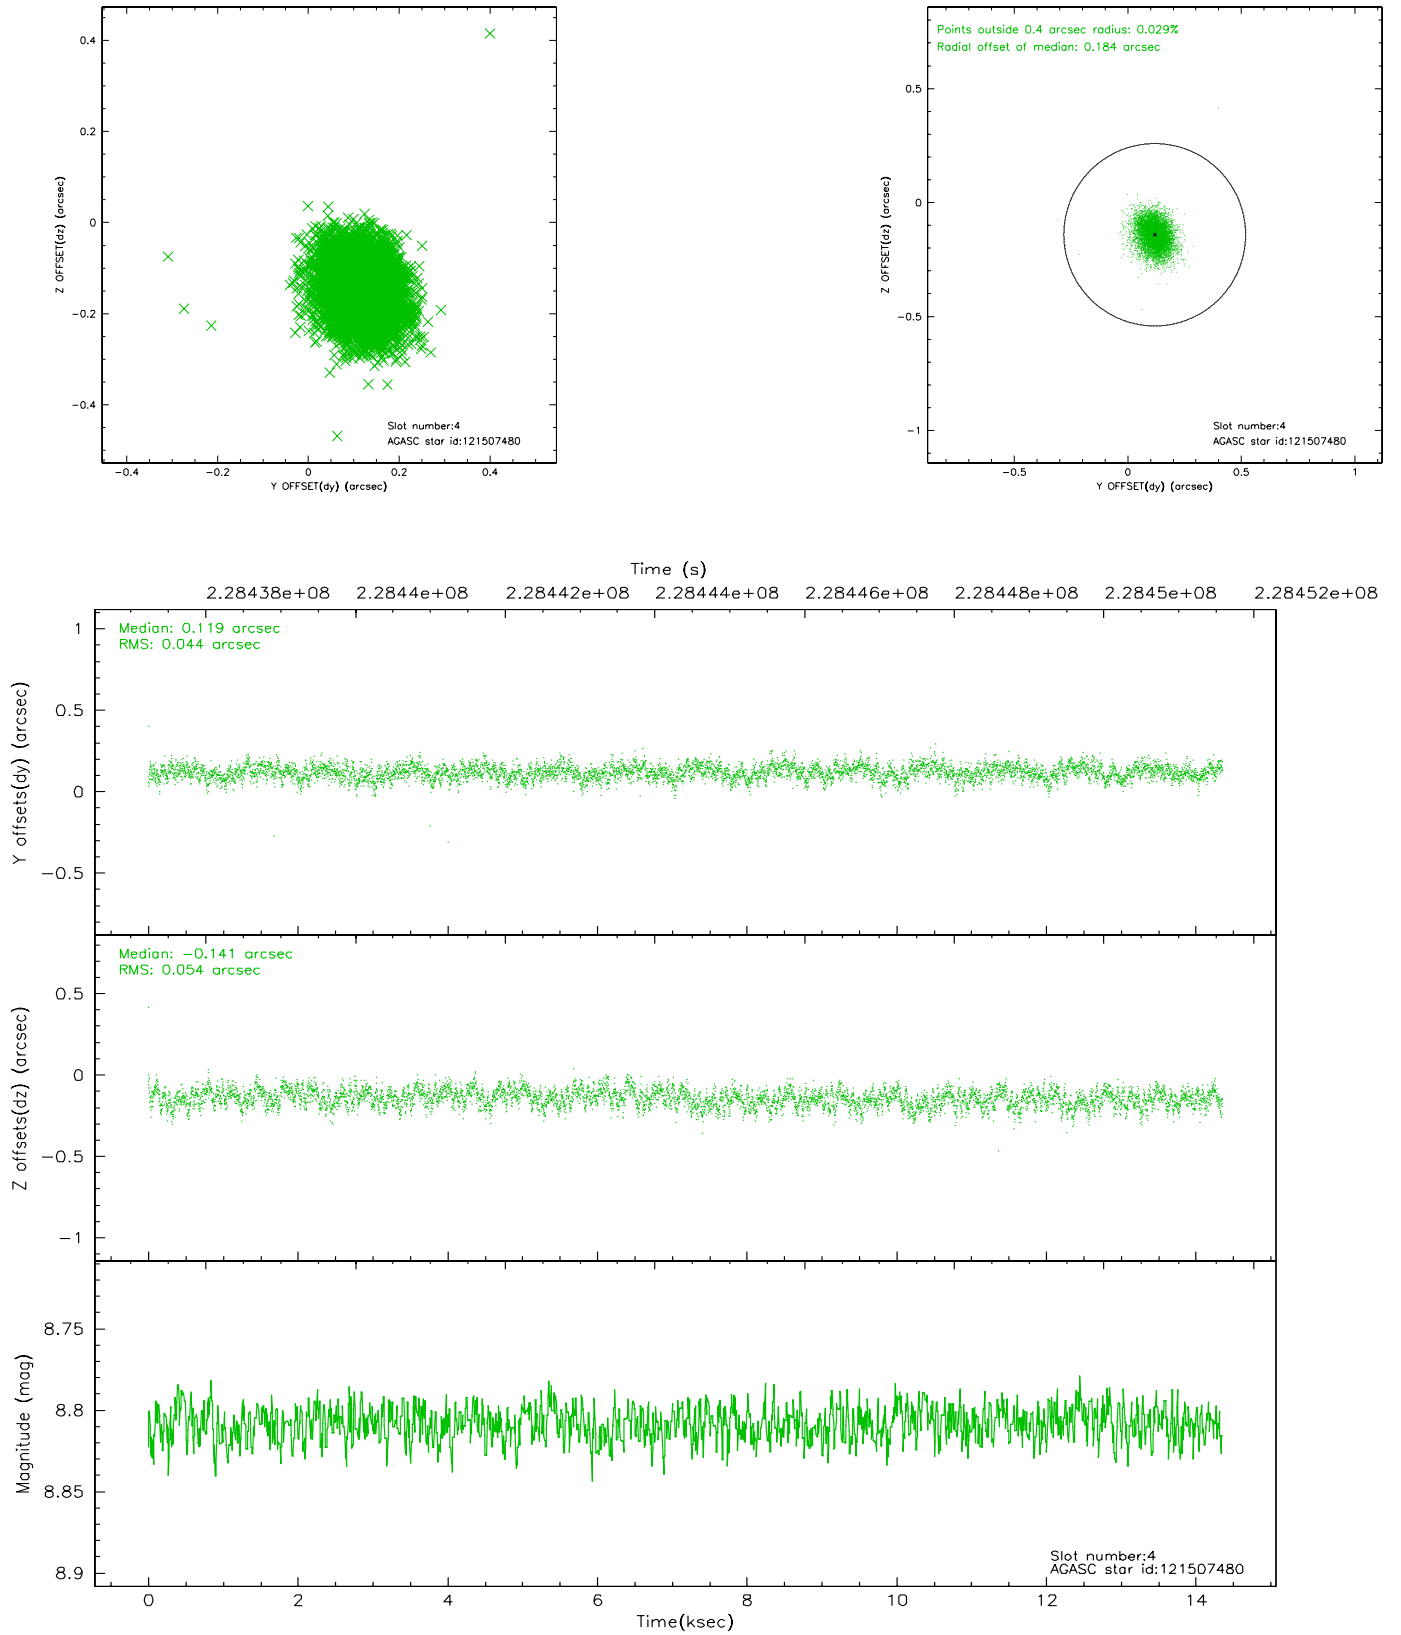 0.4
0.2
0
−0.2
−0.4
Z OFFSET(dz) (arcsec)
Slot number:4
AGASC star id:121507480
−0.4 −0.2 0 0.2 0.4
Y OFFSET(dy) (arcsec)
Points outside 0.4 arcsec radius: 0.029%
Radial offset of median: 0.184 arcsec
0.5
0
−0.5
−1
Z OFFSET(dz) (arcsec)
Slot number:4
AGASC star id:121507480
−0.5 0 0.5 1
Y OFFSET(dy) (arcsec)
Time (s)
2.28438e+08 2.2844e+08 2.28442e+08 2.28444e+08 2.28446e+08 2.28448e+08 2.2845e+08 2.28452e+08
Median: 0.119 arcsec
RMS: 0.044 arcsec
1
0.5
0
−0.5
Y offsets(dy) (arcsec)
Median: −0.141 arcsec
RMS: 0.054 arcsec
0.5
0
−0.5
−1
Z offsets(dz) (arcsec)
8.75
8.8
8.85
8.9
Magnitude (mag)
Slot number:4
AGASC star id:121507480
0 2 4 6 8 10 12 14
Time(ksec)